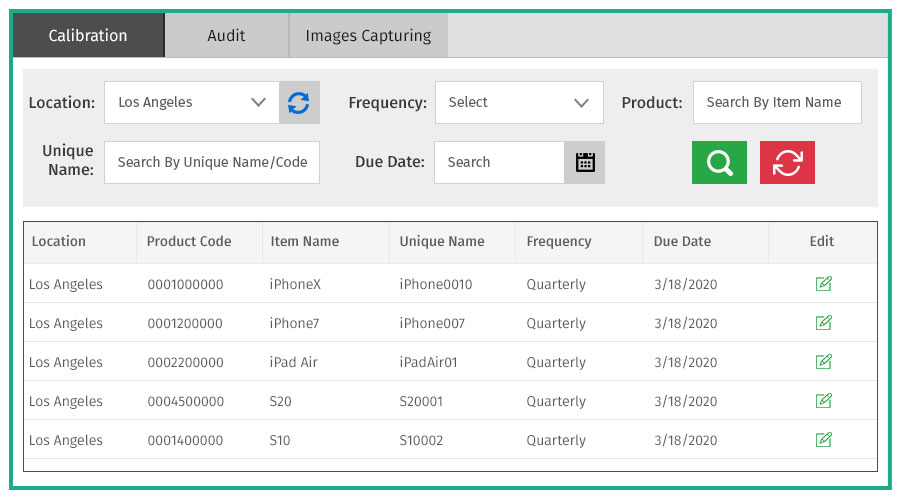 Calibration Audit Images Capturing
Location: Los Angeles Frequency: Select Product: Search By Item Name
Unique Name: Search By Unique Name/Code Due Date: Search
Location Product Code Item Name Unique Name Frequency Due Date Edit
Los Angeles 0001000000 iPhoneX iPhone0010 Quarterly 3/18/2020
Los Angeles 0001200000 iPhone7 iPhone007 Quarterly 3/18/2020
Los Angeles 0002200000 iPad Air iPadAir01 Quarterly 3/18/2020
Los Angeles 0004500000 S20 S20001 Quarterly 3/18/2020
Los Angeles 0001400000 S10 S10002 Quarterly 3/18/2020